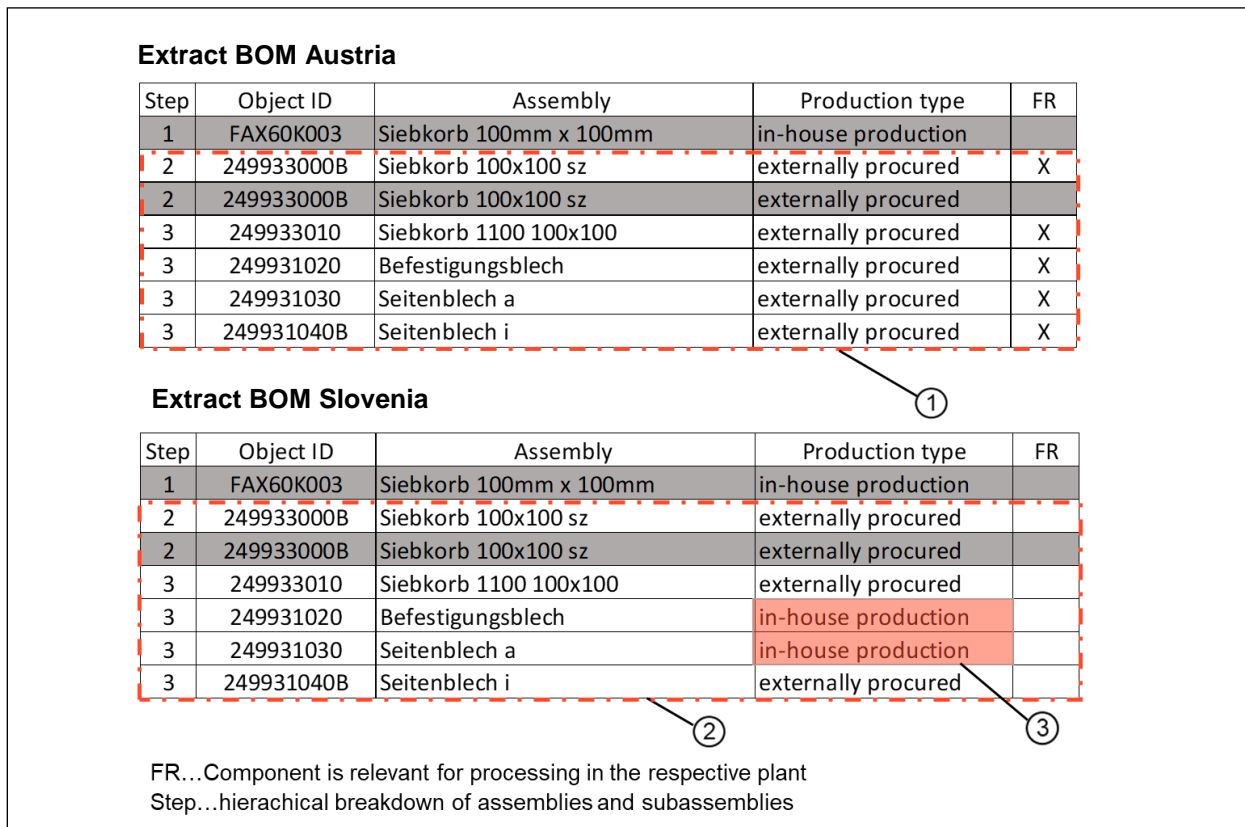 Extract BOM Austria
Step Object ID Assembly Production type FR
1 FAX60K003 Siebkorb 100mm x 100mm in-house production
2 249933000B Siebkorb 100x100 sz externally procured X
2 249933000B Siebkorb 100x100 sz externally procured
3 249933010 Siebkorb 1100 100x100 externally procured X
3 249931020 Befestigungsblech externally procured X
3 249931030 Seitenblech a externally procured X
3 249931040B Seitenblech i externally procured X
1
Extract BOM Slovenia
Step Object ID Assembly Production type FR
1 FAX60K003 Siebkorb 100mm x 100mm in-house production
2 249933000B Siebkorb 100x100 sz externally procured
2 249933000B Siebkorb 100x100 sz externally procured
3 249933010 Siebkorb 1100 100x100 externally procured
3 249931020 Befestigungsblech in-house production
3 249931030 Seitenblech a in-house production
3 249931040B Seitenblech i externally procured
2 3
FR…Component is relevant for processing in the respective plant
Step…hierachical breakdown of assemblies and subassemblies